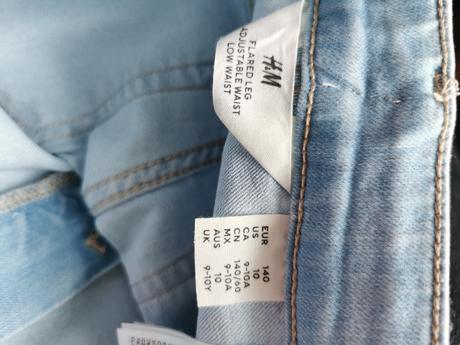 H&M
FLARED LEG
ADJUSTABLE WAIST
LOW WAIST
EUR 140
US 10
CA 9-10A
CN 140/60
MX 9-10A
AUS 10
UK 9-10Y